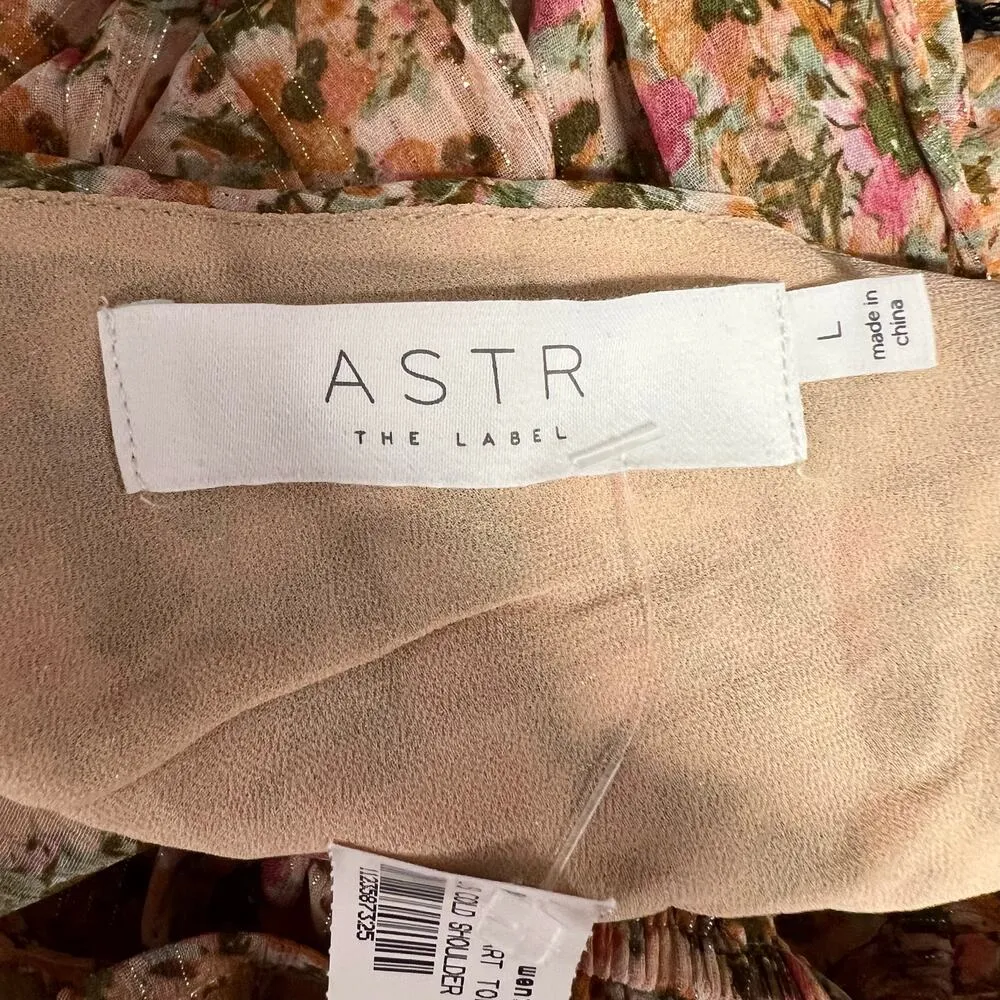 ASTR
THE LABEL
L
made in
china
COLD SHOULDER
1123587325